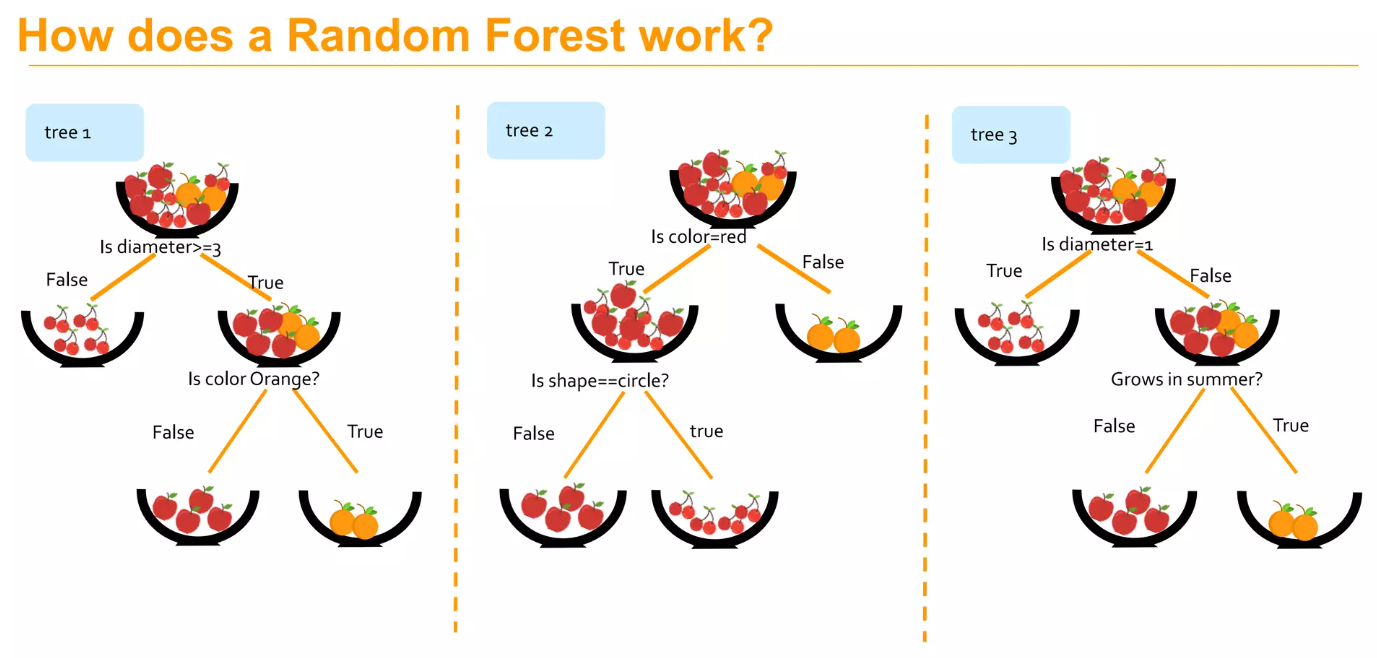 How does a Random Forest work?
tree 1
Is diameter>=3
False
True
Is color Orange?
False
True
tree 2
Is color=red
True
False
Is shape==circle?
False
true
tree 3
Is diameter=1
True
False
Grows in summer?
False
True